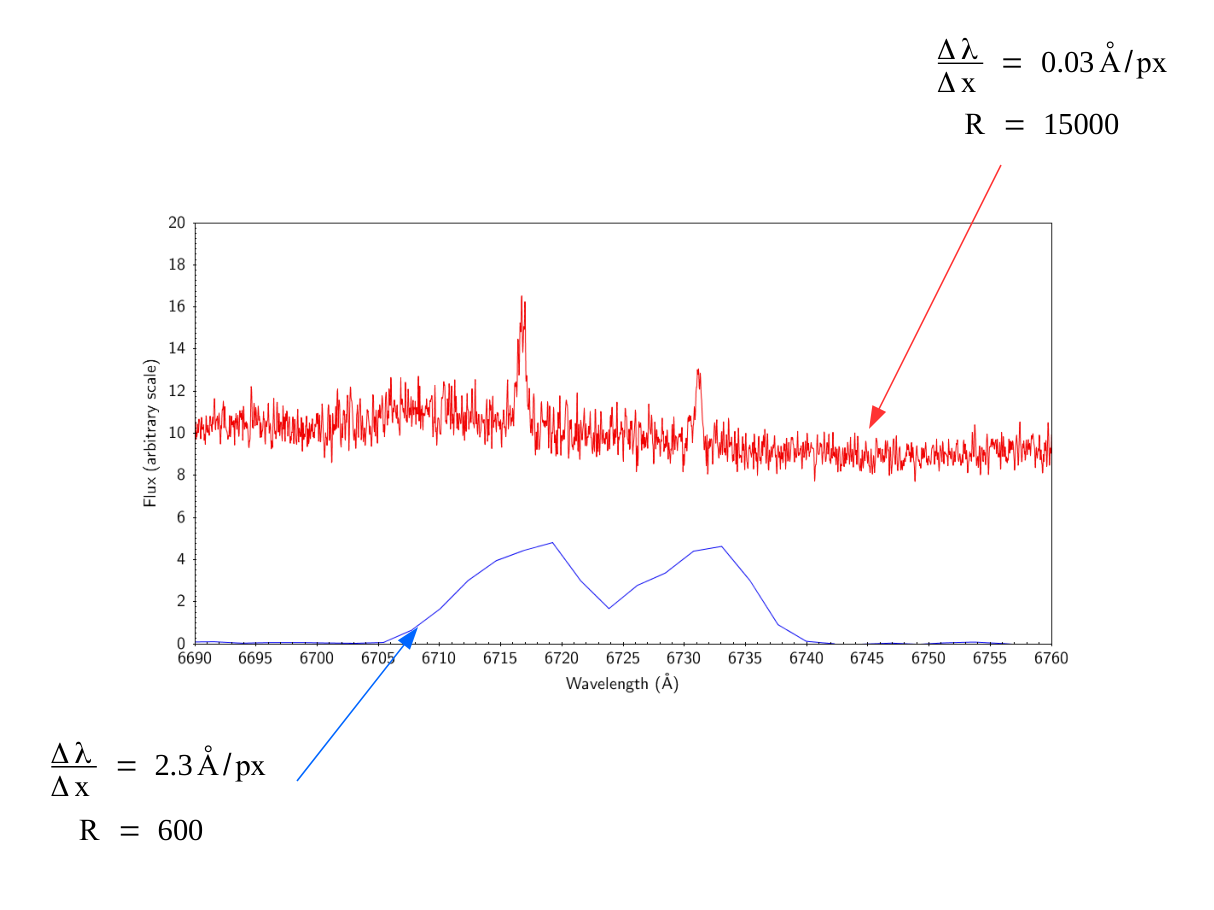 Δλ/Δx = 0.03 Å/px
R = 15000
20
18
16
14
12
10
8
6
4
2
0
Flux (arbitrary scale)
6690 6695 6700 6705 6710 6715 6720 6725 6730 6735 6740 6745 6750 6755 6760
Wavelength (Å)
Δλ/Δx = 2.3 Å/px
R = 600